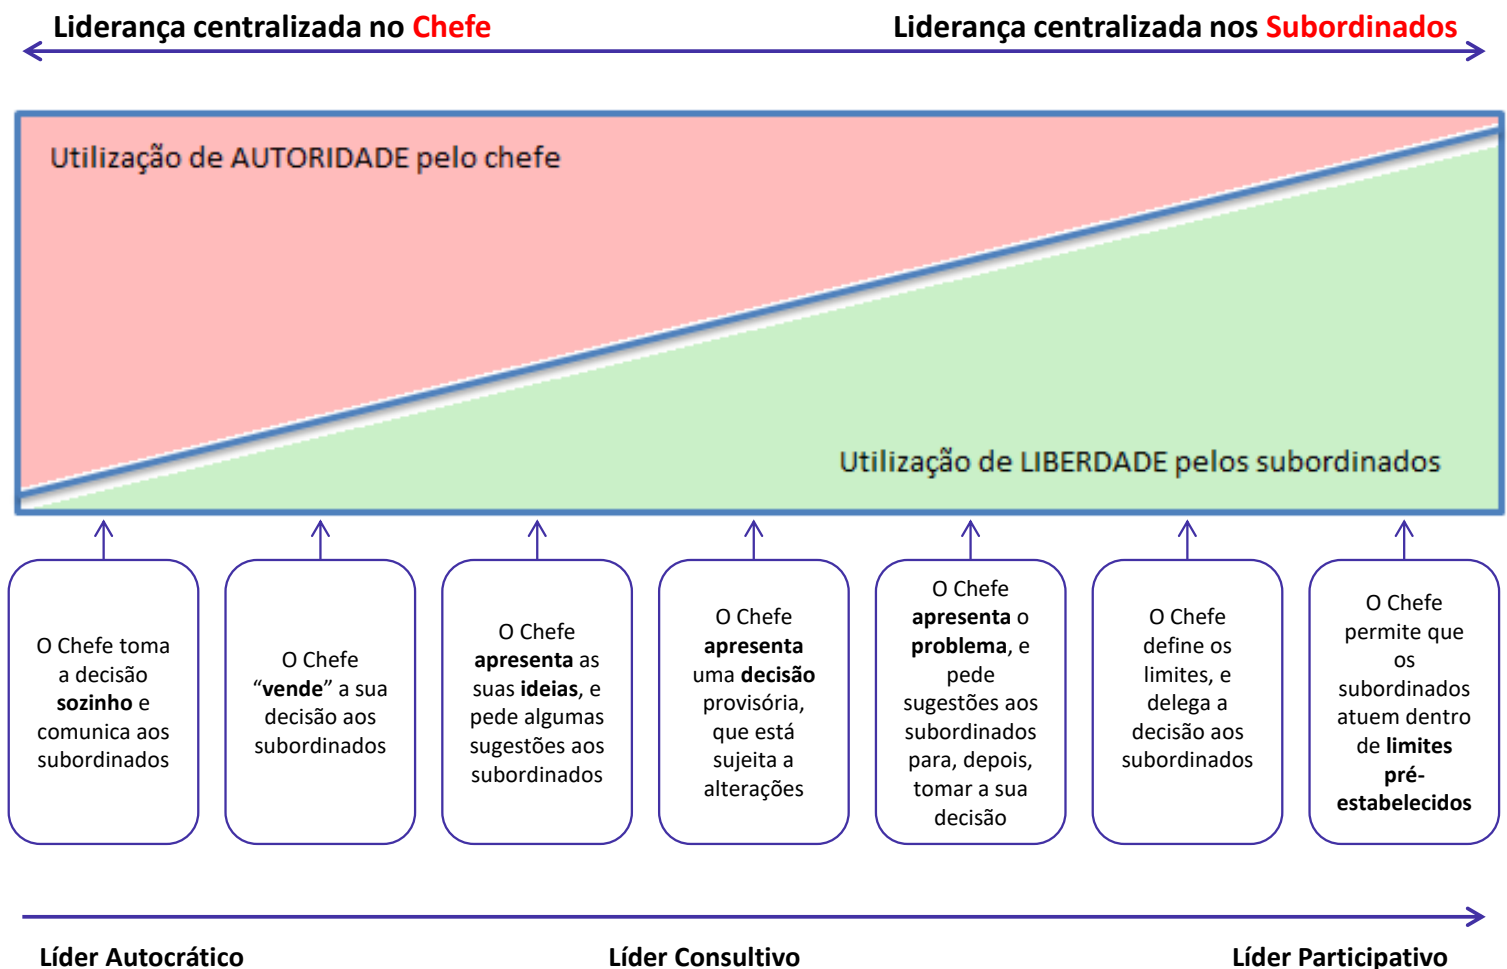 Liderança centralizada no Chefe
Liderança centralizada nos Subordinados
Utilização de AUTORIDADE pelo chefe
Utilização de LIBERDADE pelos subordinados
O Chefe toma
a decisão
sozinho e
comunica aos
subordinados
O Chefe
“vende” a sua
decisão aos
subordinados
O Chefe
apresenta as
suas ideias, e
pede algumas
sugestões aos
subordinados
O Chefe
apresenta
uma decisão
provisória,
que está
sujeita a
alterações
O Chefe
apresenta o
problema, e
pede
sugestões aos
subordinados
para, depois,
tomar a sua
decisão
O Chefe
define os
limites, e
delega a
decisão aos
subordinados
O Chefe
permite que
os
subordinados
atuem dentro
de limites
pré-
estabelecidos
Líder Autocrático
Líder Consultivo
Líder Participativo